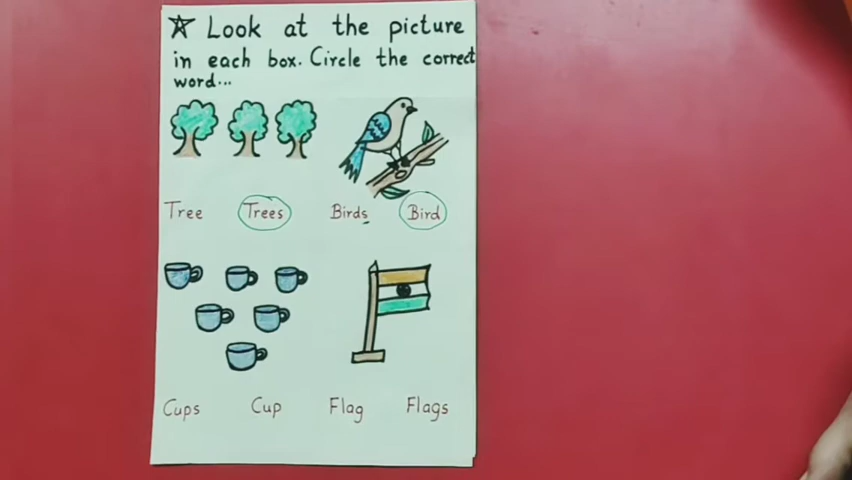 ☆ Look at the picture
in each box. Circle the correct
word...
Tree Trees Birds Bird
Cups Cup Flag Flags